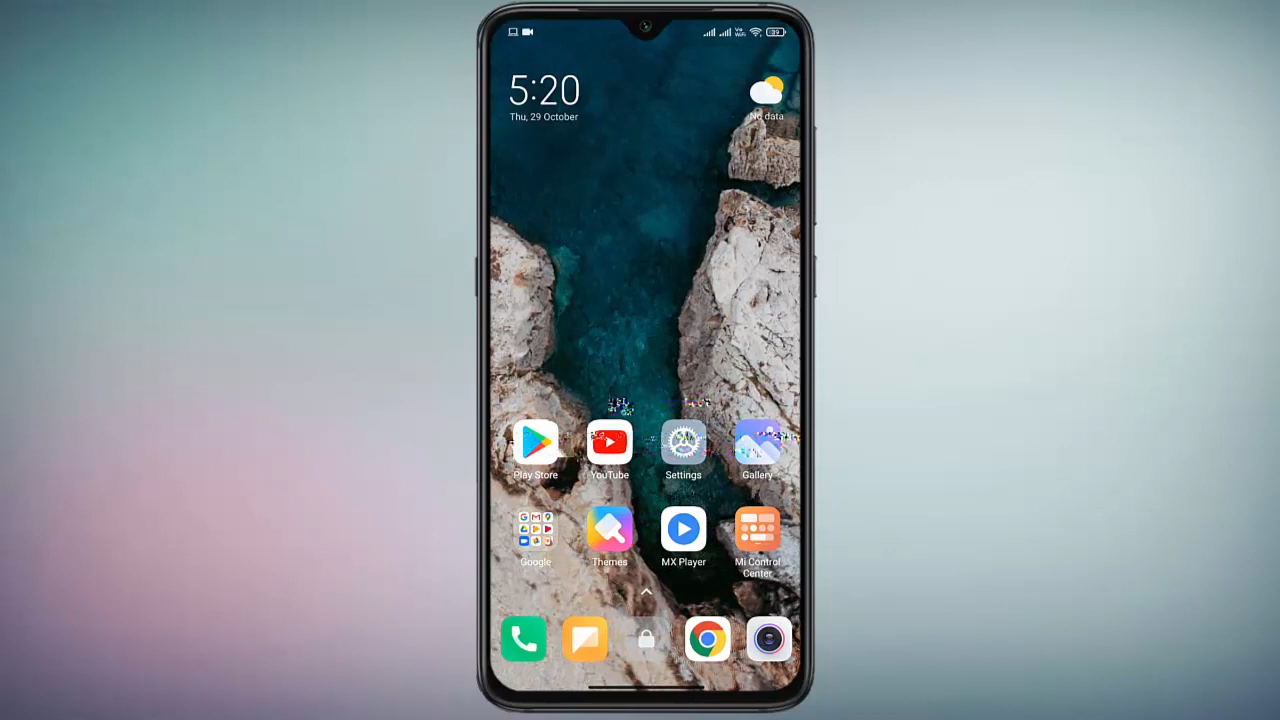 5:20
Thu, 29 October
No data
Play Store
YouTube
Settings
Gallery
Google
Themes
MX Player
Mi Control
Center